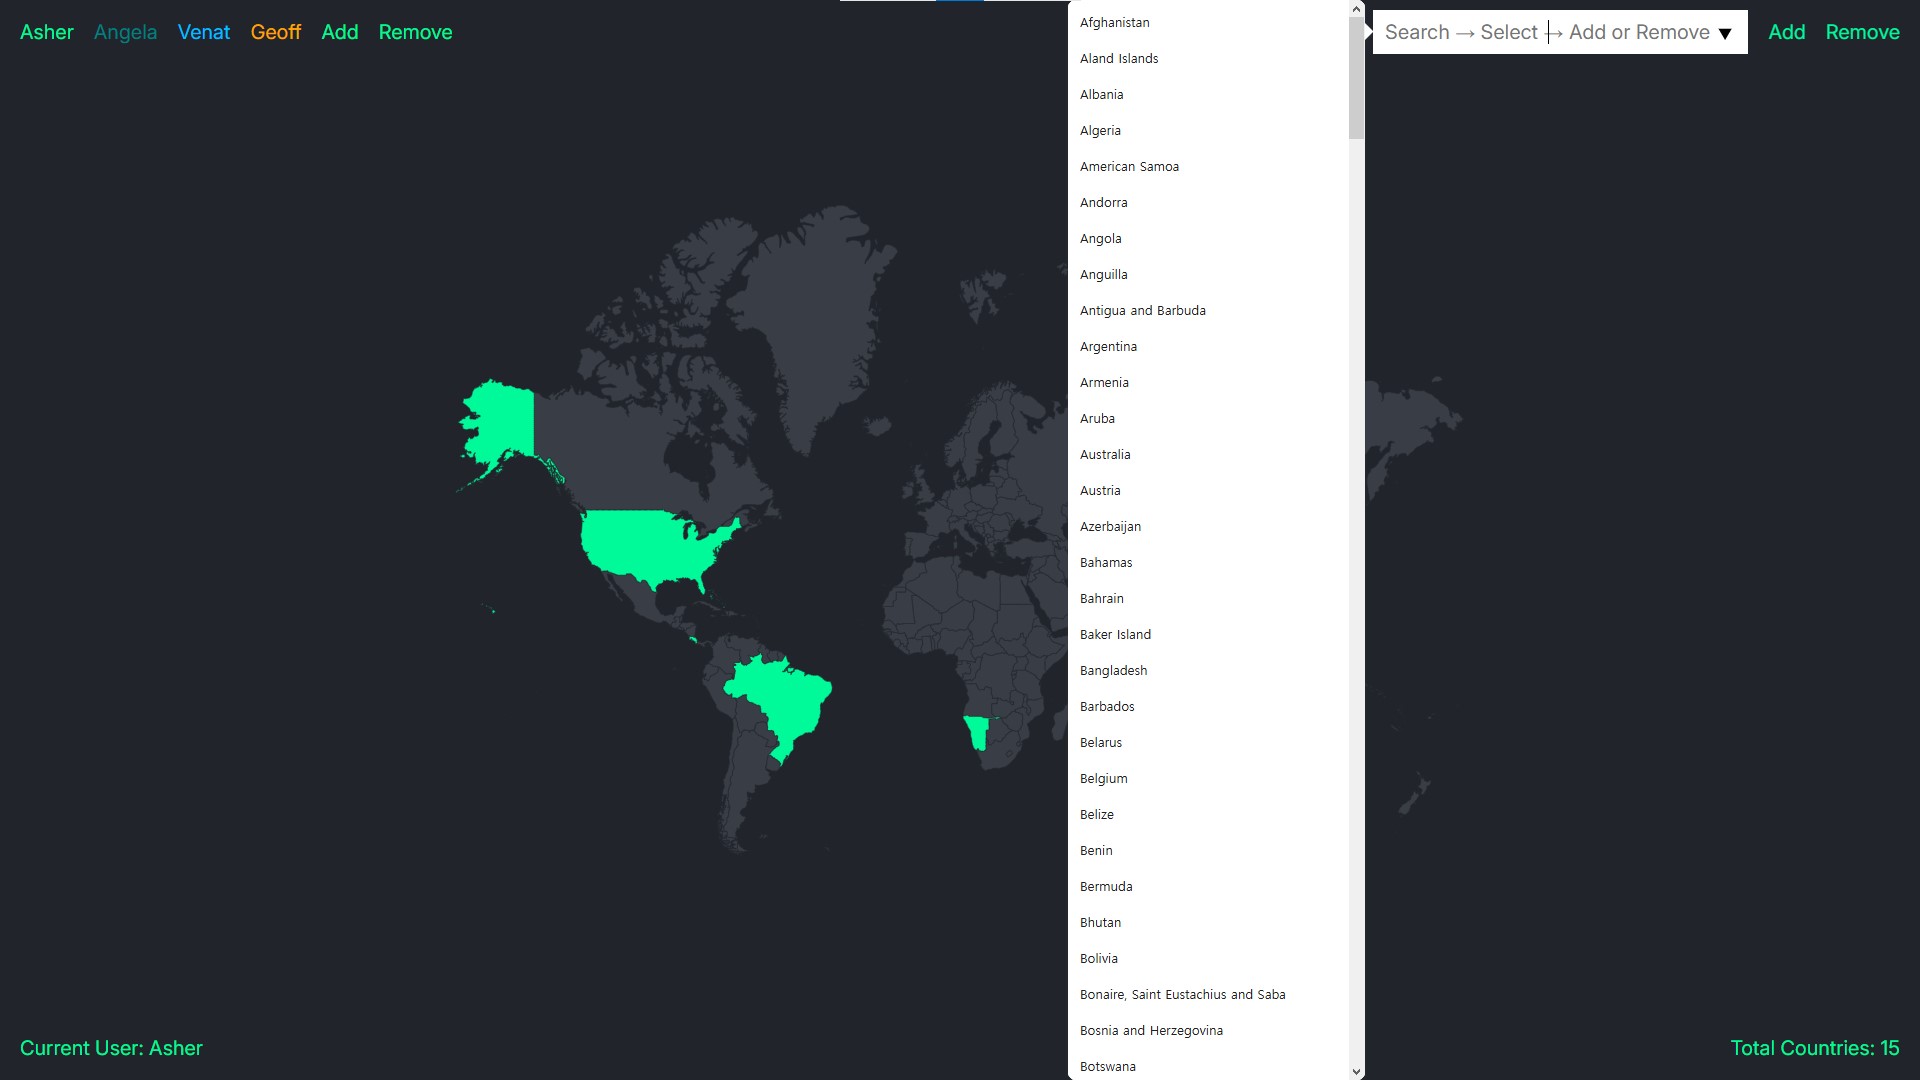 Asher Angela Venat Geoff Add Remove
Search → Select → Add or Remove ▼
Add Remove
Afghanistan
Aland Islands
Albania
Algeria
American Samoa
Andorra
Angola
Anguilla
Antigua and Barbuda
Argentina
Armenia
Aruba
Australia
Austria
Azerbaijan
Bahamas
Bahrain
Baker Island
Bangladesh
Barbados
Belarus
Belgium
Belize
Benin
Bermuda
Bhutan
Bolivia
Bonaire, Saint Eustachius and Saba
Bosnia and Herzegovina
Botswana
Current User: Asher
Total Countries: 15